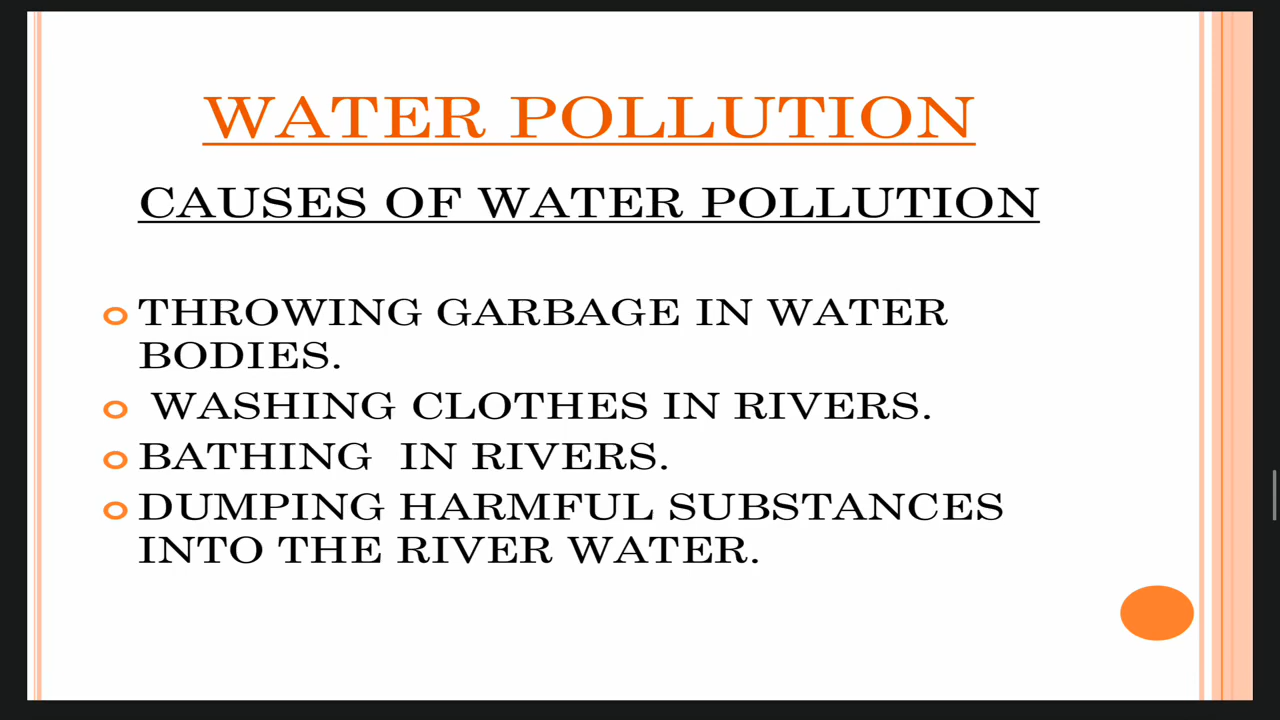 WATER POLLUTION
CAUSES OF WATER POLLUTION
THROWING GARBAGE IN WATER
BODIES.
WASHING CLOTHES IN RIVERS.
BATHING  IN RIVERS.
DUMPING HARMFUL SUBSTANCES
INTO THE RIVER WATER.